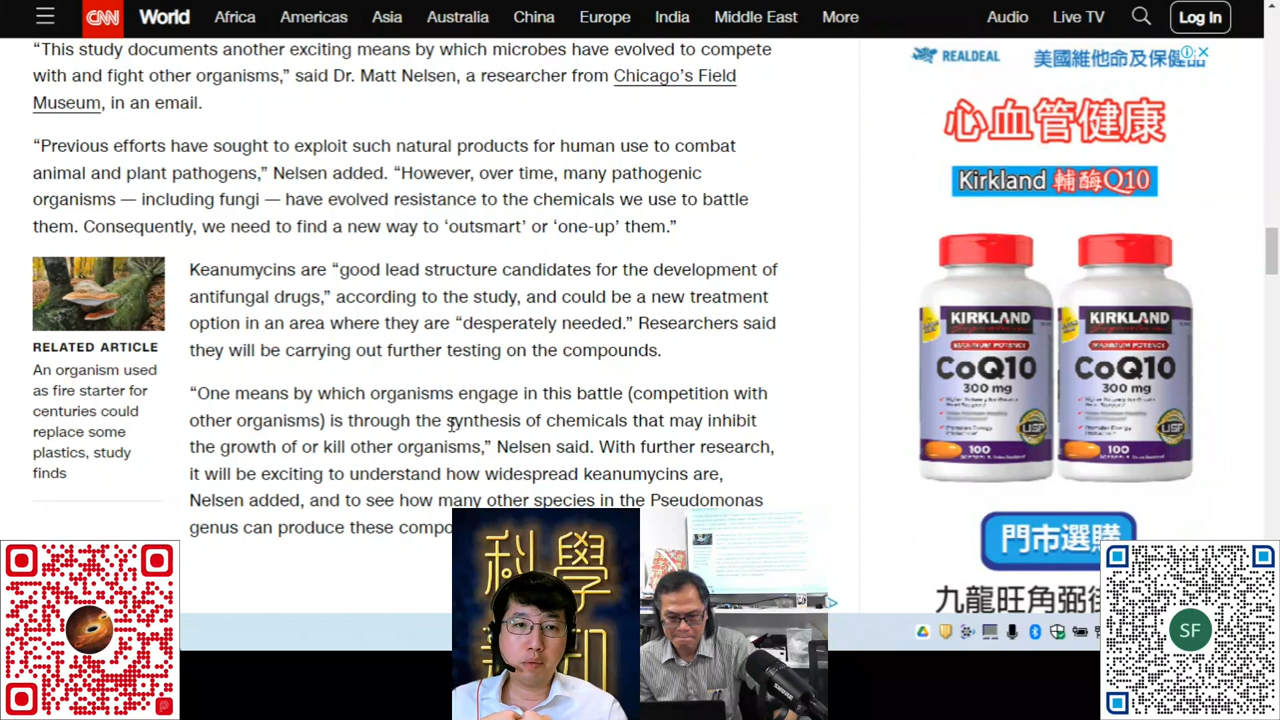 CNN World Africa Americas Asia Australia China Europe India Middle East More Audio Live TV Log In
“This study documents another exciting means by which microbes have evolved to compete
with and fight other organisms,” said Dr. Matt Nelsen, a researcher from Chicago’s Field
Museum, in an email.
“Previous efforts have sought to exploit such natural products for human use to combat
animal and plant pathogens,” Nelsen added. “However, over time, many pathogenic
organisms — including fungi — have evolved resistance to the chemicals we use to battle
them. Consequently, we need to find a new way to ‘outsmart’ or ‘one-up’ them.”
Keanumycins are “good lead structure candidates for the development of
antifungal drugs,” according to the study, and could be a new treatment
option in an area where they are “desperately needed.” Researchers said
they will be carrying out further testing on the compounds.
RELATED ARTICLE
An organism used
as fire starter for
centuries could
replace some
plastics, study
finds
“One means by which organisms engage in this battle (competition with
other organisms) is through the synthesis of chemicals that may inhibit
the growth of or kill other organisms,” Nelsen said. With further research,
it will be exciting to understand how widespread keanumycins are,
Nelsen added, and to see how many other species in the Pseudomonas
genus can produce these compo
REALDEAL 美國維他命及保健品
心血管健康
Kirkland 輔酶Q10
KIRKLAND
MAXIMUM POTENCY
CoQ10
300 mg
USP
100
KIRKLAND
MAXIMUM POTENCY
CoQ10
300 mg
USP
100
門市選購
九龍旺角弼街
科學
SF